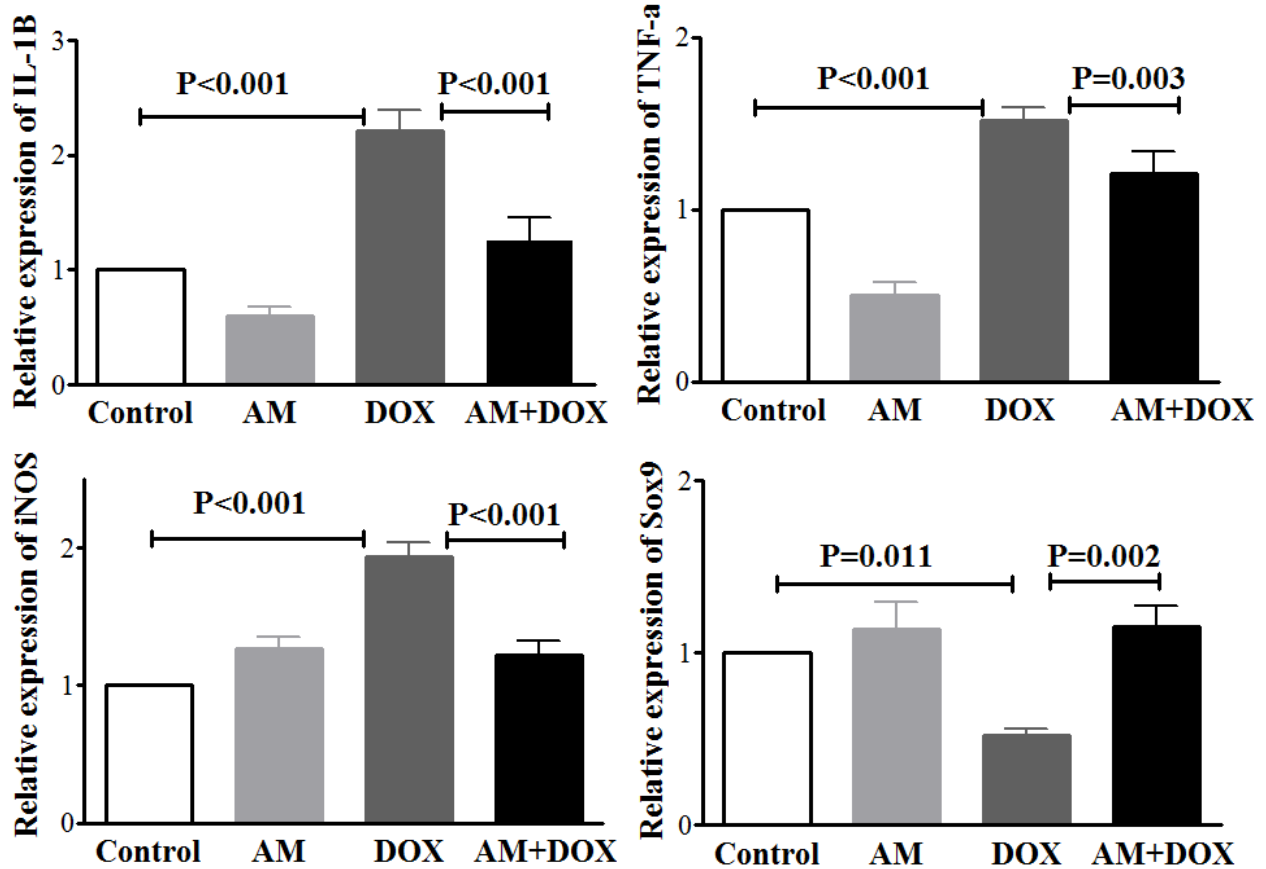 Relative expression of IL-1B
3
2
1
0
P<0.001
P<0.001
Control AM DOX AM+DOX
Relative expression of TNF-a
2
1
0
P<0.001
P=0.003
Control AM DOX AM+DOX
Relative expression of iNOS
2
1
0
P<0.001
P<0.001
Control AM DOX AM+DOX
Relative expression of Sox9
2
1
0
P=0.011
P=0.002
Control AM DOX AM+DOX